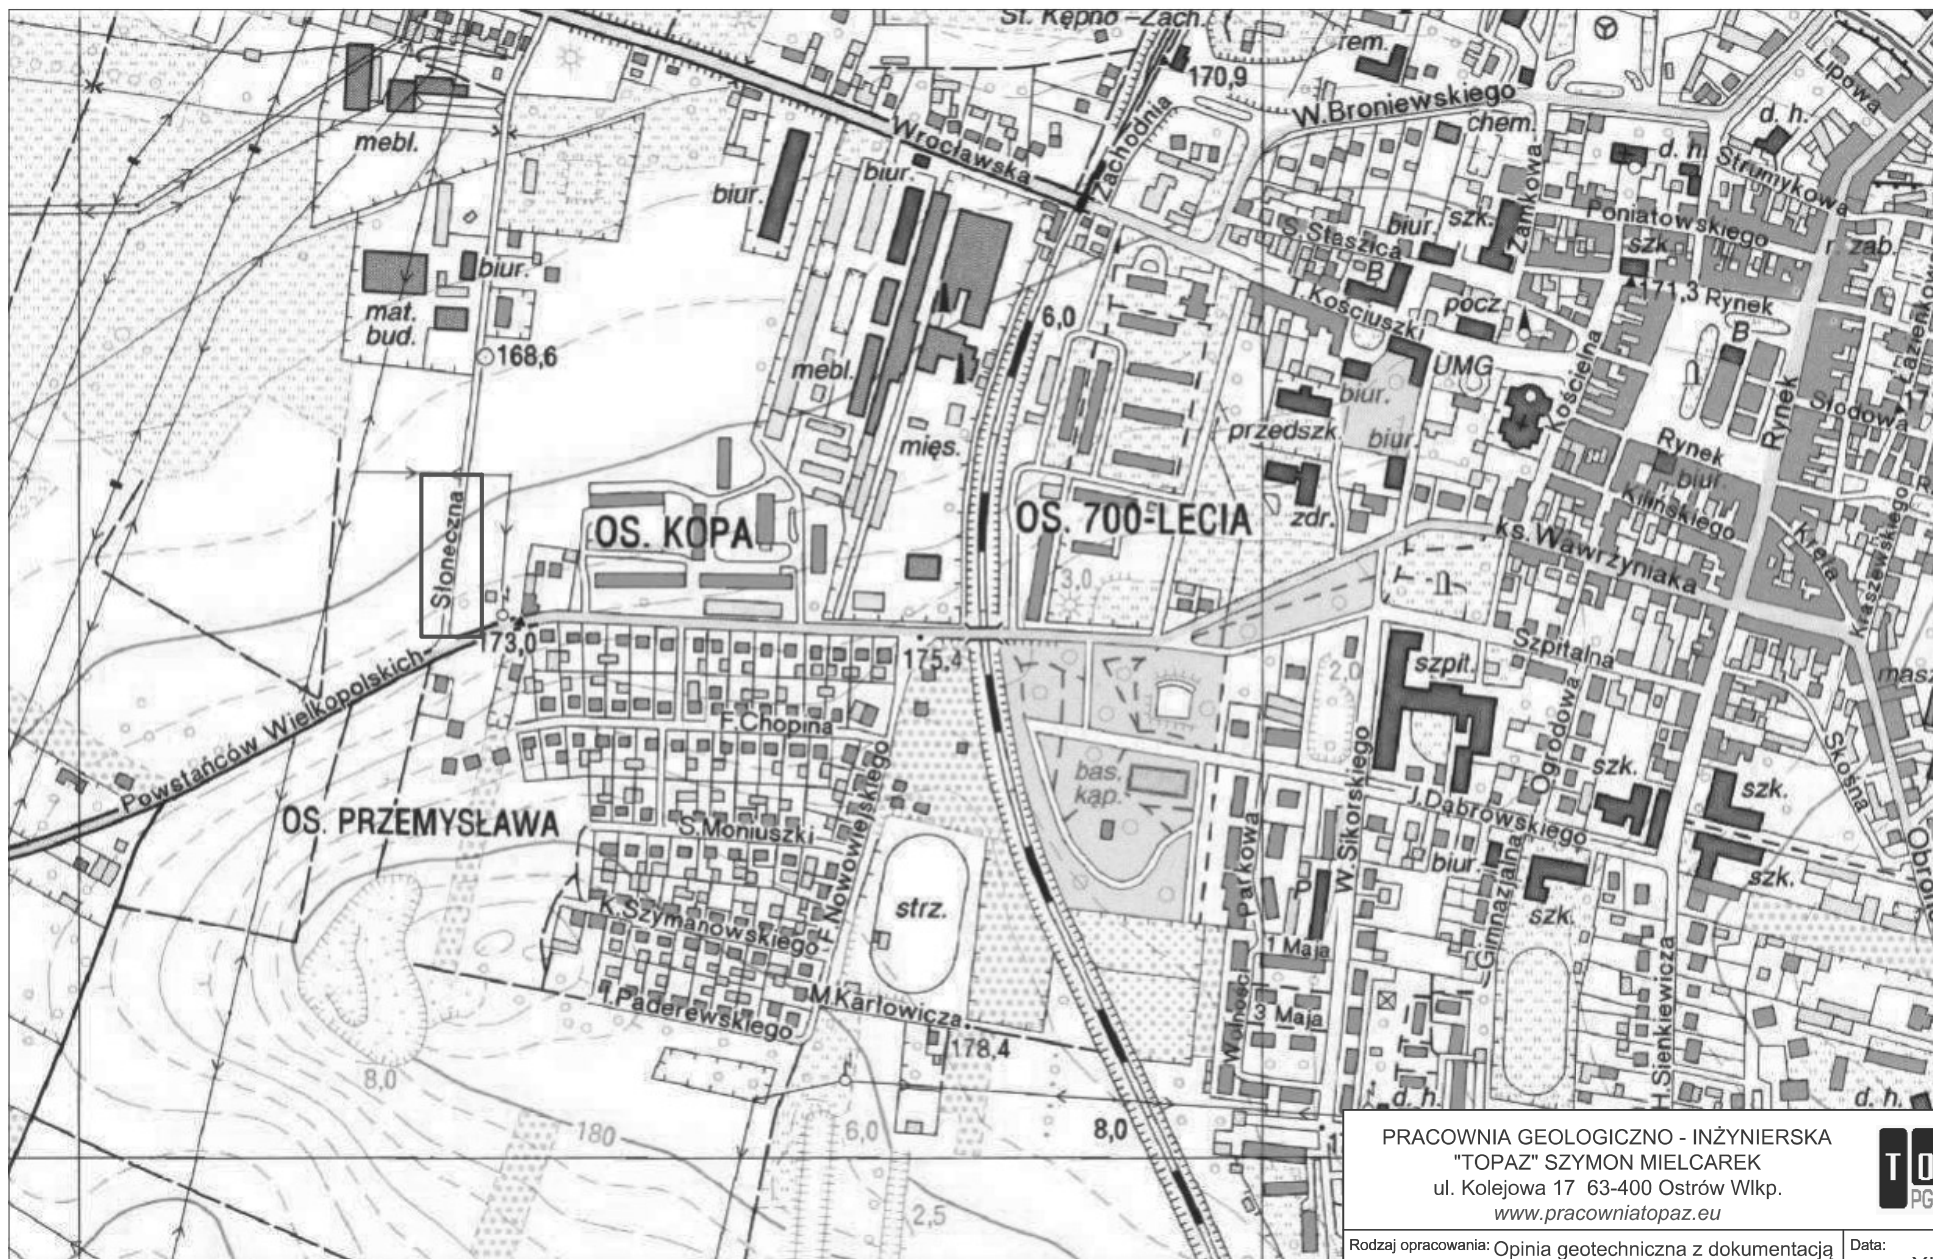 St. Kępno-Zach.
rem.
170,9
W.Broniewskiego
chem.
Lipowa
d. h.
mebl.
Wrocławska
Zachodnia
biur.
biur.
Zamkowa
d. h.
Strumykowa
Poniatowskiego
S.Staszica
biur.
szk.
szk.
r. zab.
biur.
B
mat.
bud.
T.Kościuszki
pocz.
171,3
Rynek
B
6,0
168,6
mebl.
UMG
biur.
Kościelna
Rynek
Słodowa
przedszk.
biur.
mięs.
Rynek
biur.
Kilińskiego
Słoneczna
OS. KOPA
OS. 700-LECIA
zdr.
ks.Wawrzyniaka
Kręta
Kraszewskiego
3,0
173,0
175,4
Szpitalna
szpit.
2,0
Powstańców Wielkopolskich
F.Chopina
Ogrodowa
Skośna
bas.
kąp.
szk.
szk.
OS. PRZEMYSŁAWA
S.Moniuszki
F.Nowowiejskiego
J.Dąbrowskiego
W.Sikorskiego
Parkowa
biur.
szk.
strz.
K.Szymanowskiego
P
szk.
Gimnazjalna
1 Maja
I.Paderewskiego
M.Karłowicza
3 Maja
Wolności
H.Sienkiewicza
178,4
8,0
180
6,0
8,0
d. h.
d. h.
2,5
PRACOWNIA GEOLOGICZNO - INŻYNIERSKA
"TOPAZ" SZYMON MIELCAREK
ul. Kolejowa 17 63-400 Ostrów Wlkp.
www.pracowniatopaz.eu
TO
PG
Rodzaj opracowania: Opinia geotechniczna z dokumentacją
Data: